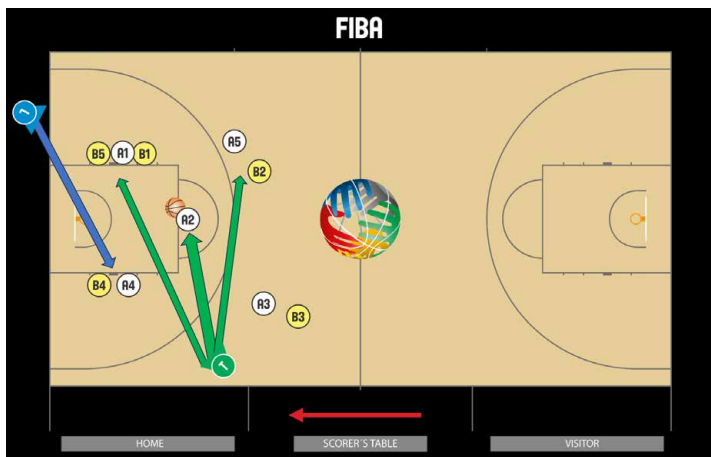 FIBA
L
A5
B5 A1 B1
B2
A2
B4 A4
A3
B3
T
HOME
SCORER´S TABLE
VISITOR